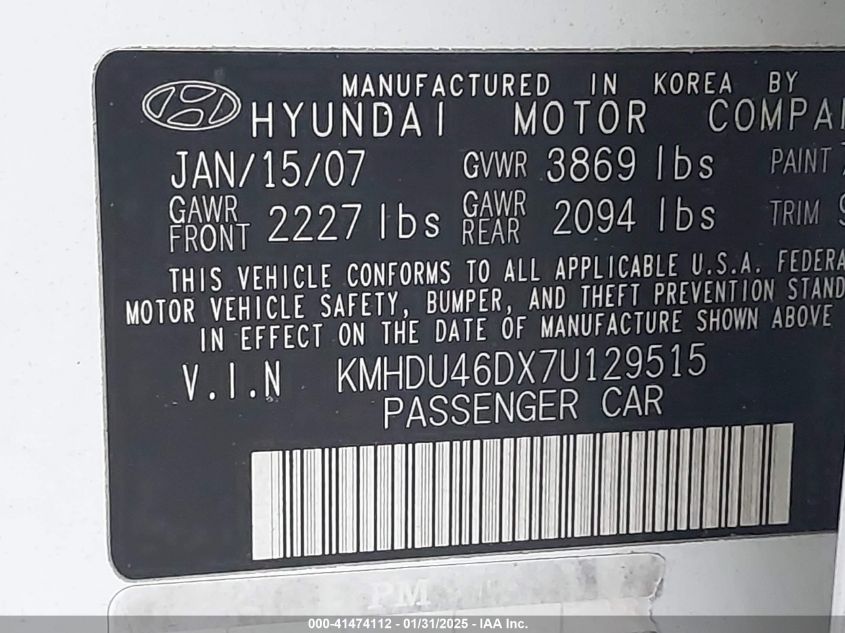 MANUFACTURED IN KOREA BY
HYUNDAI MOTOR
JAN/15/07 GVWR 3869 lbs PAINT
GAWR FRONT 2227 lbs GAWR REAR 2094 lbs TRIM
THIS VEHICLE CONFORMS TO ALL APPLICABLE U.S.A.
MOTOR VEHICLE SAFETY, BUMPER, AND THEFT PREVENTION
IN EFFECT ON THE DATE OF MANUFACTURE SHOWN ABOVE
V.I.N KMHDU46DX7U129515
PASSENGER CAR
PM
000-41474112 - 01/31/2025 - IAA Inc.